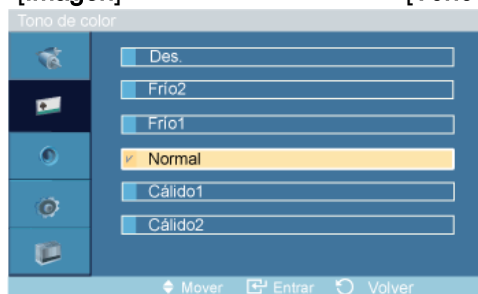 Tono de color
Des.
Frío2
Frío1
Normal
Cálido1
Cálido2
Mover Entrar Volver